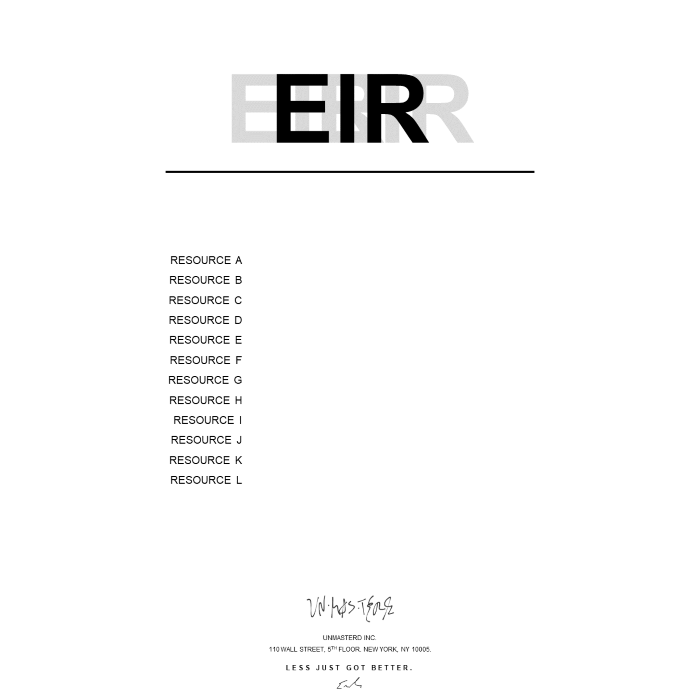 EIR
RESOURCE A
RESOURCE B
RESOURCE C
RESOURCE D
RESOURCE E
RESOURCE F
RESOURCE G
RESOURCE H
RESOURCE I
RESOURCE J
RESOURCE K
RESOURCE L
UNMASTERD INC.
110 WALL STREET, 5TH FLOOR, NEW YORK, NY 10005.
LESS JUST GOT BETTER.